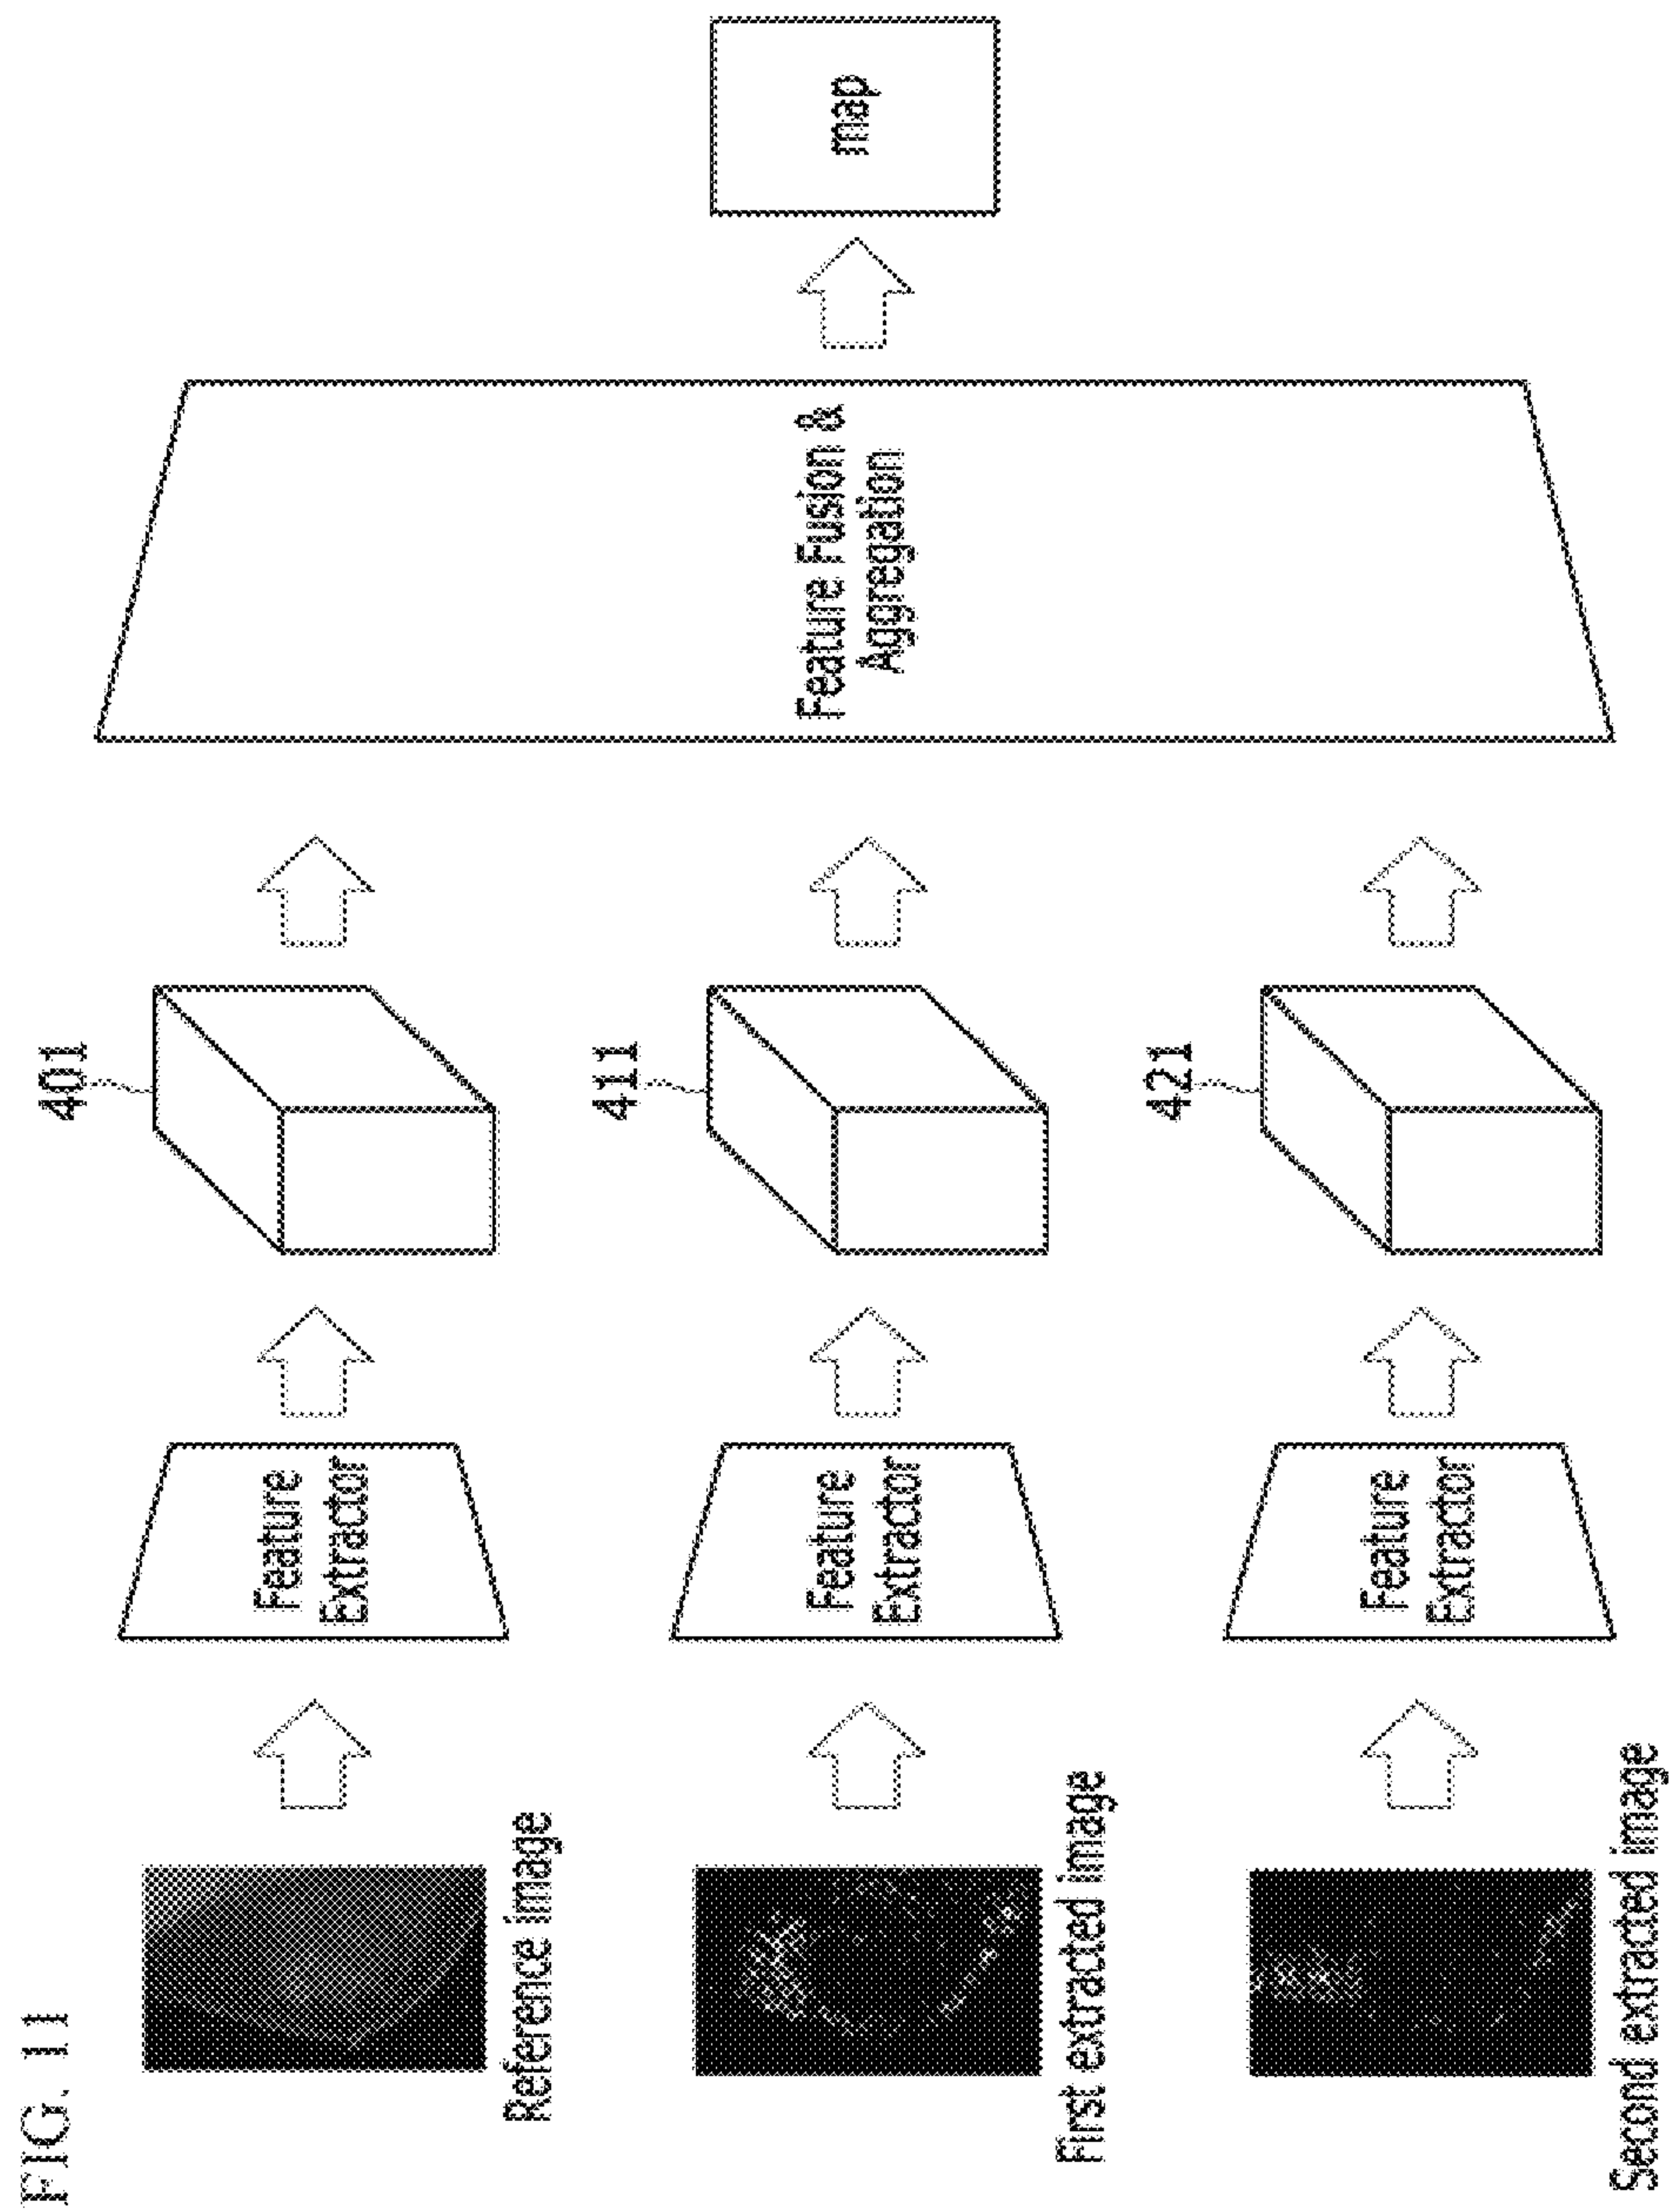 FIG. 11
Reference image
Feature
Extractor
401
First extracted image
Feature
Extractor
411
Second extracted image
Feature
Extractor
421
Feature Fusion &
Aggregation
map